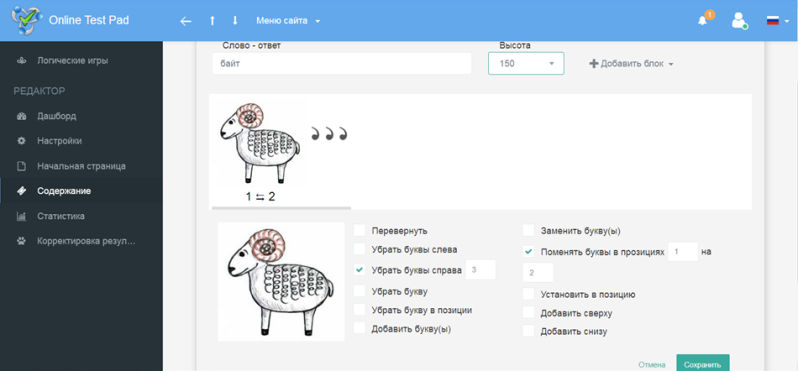 Online Test Pad
Меню сайта
1
Логические игры
РЕДАКТОР
Дашборд
Настройки
Начальная страница
Содержание
Статистика
Корректировка резул...
Слово - ответ
Высота
байт
150
Добавить блок
,,,
1 ⇆ 2
Перевернуть
Убрать буквы слева
Убрать буквы справа 3
Убрать букву
Убрать букву в позиции
Добавить букву(ы)
Заменить букву(ы)
Поменять буквы в прозициях 1 на
2
Установить в позицию
Добавить сверху
Добавить снизу
Отмена
Сохранить